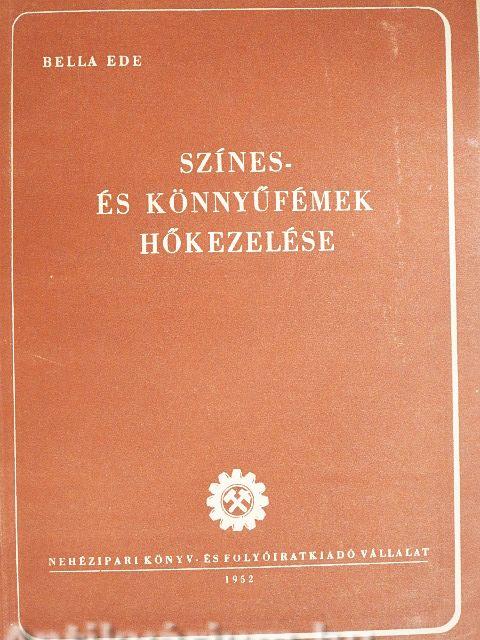 BELLA EDE
SZÍNES-
ÉS KÖNNYŰFÉMEK
HŐKEZELÉSE
NEHÉZIPARI KÖNYV- ÉS FOLYÓIRATKIADÓ VÁLLALAT
1952